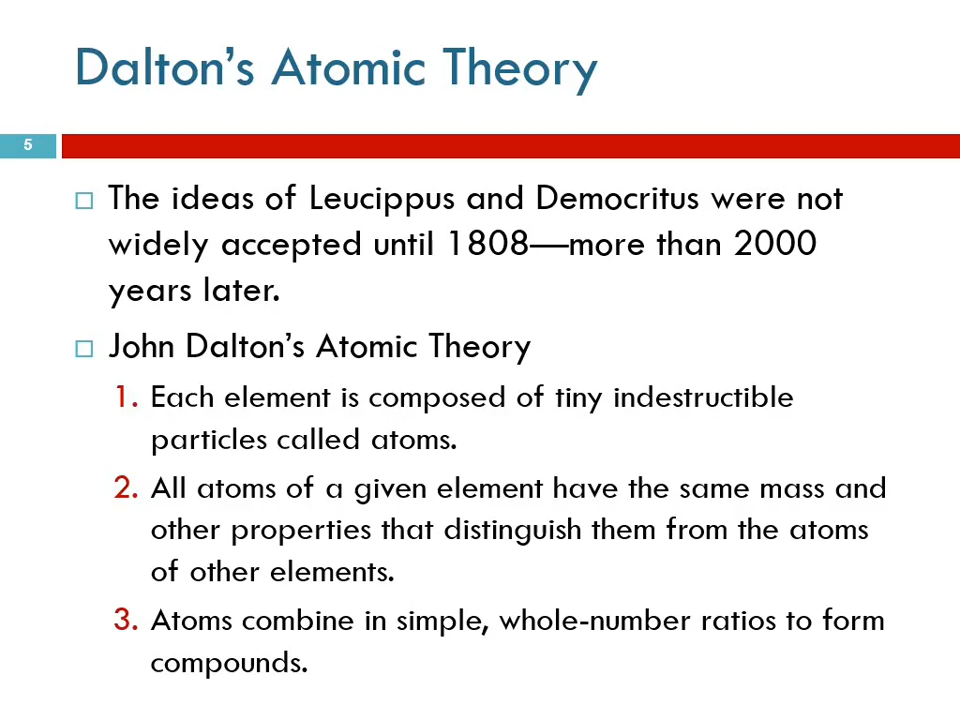 Dalton’s Atomic Theory
5
The ideas of Leucippus and Democritus were not
widely accepted until 1808—more than 2000
years later.
John Dalton’s Atomic Theory
1. Each element is composed of tiny indestructible
particles called atoms.
2. All atoms of a given element have the same mass and
other properties that distinguish them from the atoms
of other elements.
3. Atoms combine in simple, whole-number ratios to form
compounds.